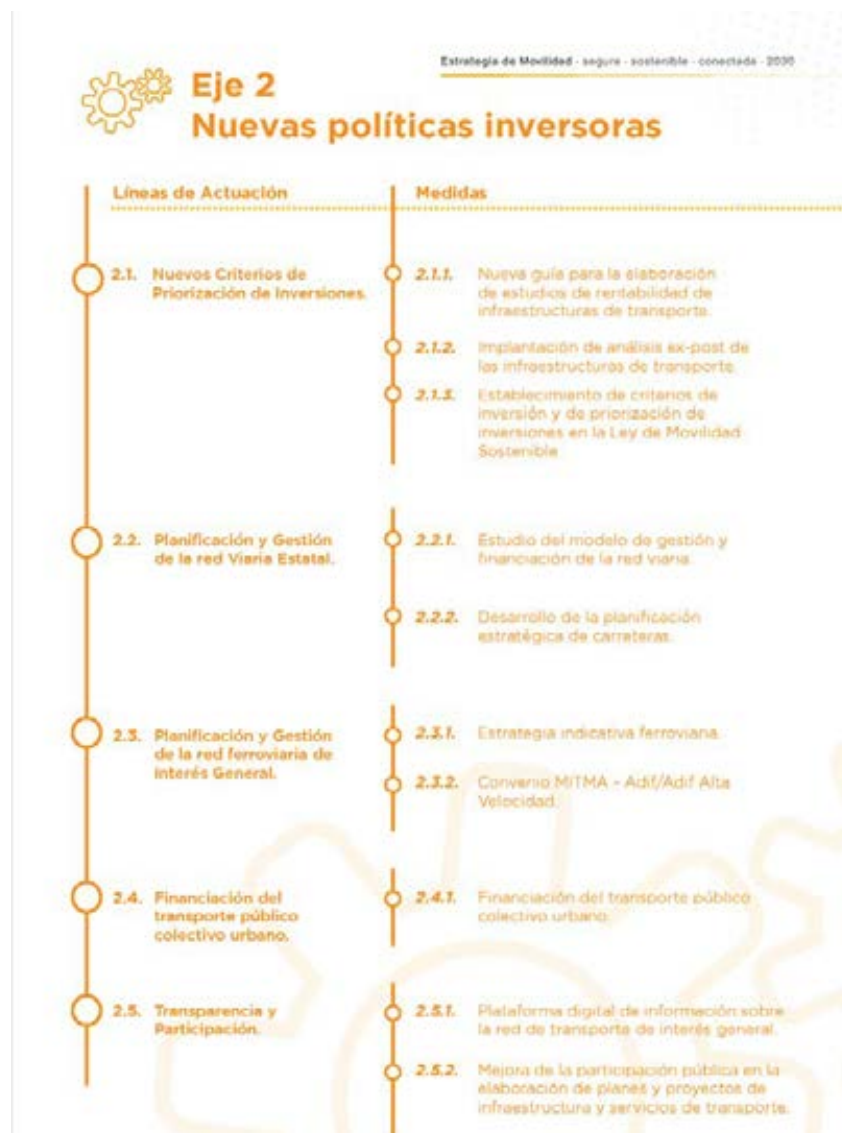 Estrategia de Movilidad - segura - sostenible - conectada - 2030
Eje 2
Nuevas políticas inversoras
Líneas de Actuación
Medidas
2.1. Nuevos Criterios de
Priorización de Inversiones.
2.1.1. Nueva guía para la elaboración
de estudios de rentabilidad de
infraestructuras de transporte.
2.1.2. Implantación de análisis ex-post de
las infraestructuras de transporte.
2.1.3. Establecimiento de criterios de
inversión y de priorización de
inversiones en la Ley de Movilidad
Sostenible
2.2. Planificación y Gestión
de la red Viaria Estatal.
2.2.1. Estudio del modelo de gestión y
financiación de la red viaria.
2.2.2. Desarrollo de la planificación
estratégica de carreteras.
2.3. Planificación y Gestión
de la red ferroviaria de
Interés General.
2.3.1. Estrategia indicativa ferroviaria.
2.3.2. Convenio MITMA - Adif/Adif Alta
Velocidad.
2.4. Financiación del
transporte público
colectivo urbano.
2.4.1. Financiación del transporte público
colectivo urbano.
2.5. Transparencia y
Participación.
2.5.1. Plataforma digital de información sobre
la red de transporte de interés general.
2.5.2. Mejora de la participación pública en la
elaboración de planes y proyectos de
infraestructura y servicios de transporte.